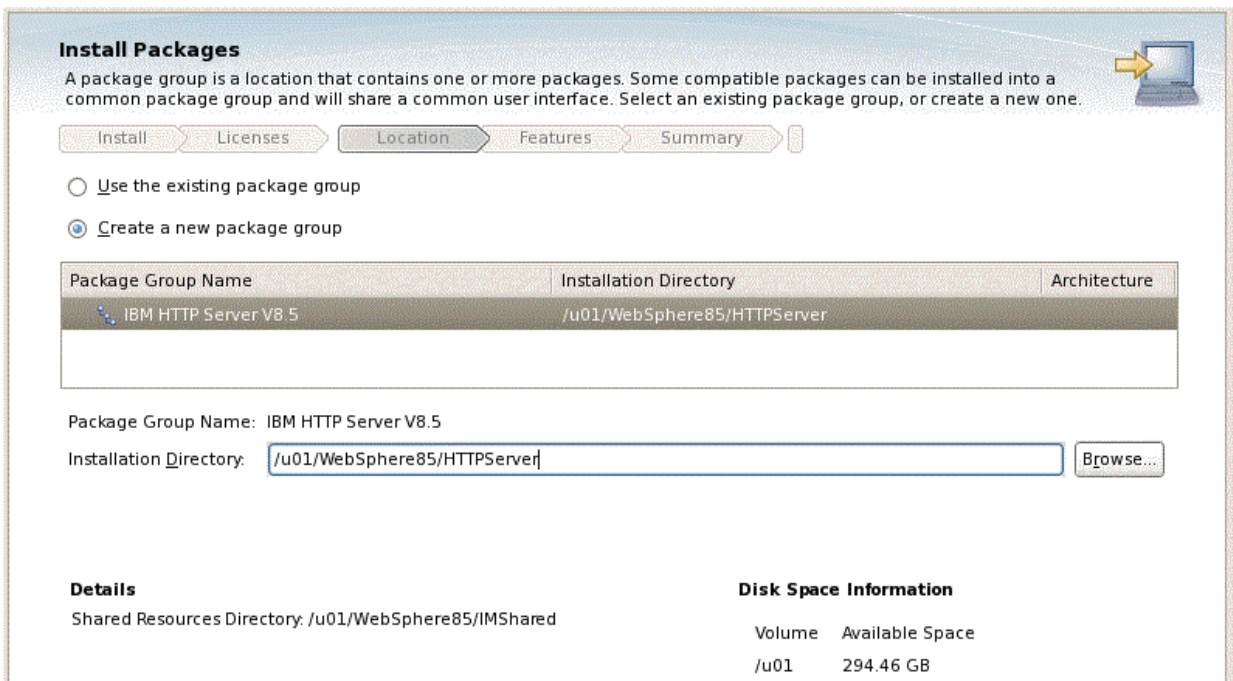 Install Packages
A package group is a location that contains one or more packages. Some compatible packages can be installed into a
common package group and will share a common user interface. Select an existing package group, or create a new one.
Install Licenses Location Features Summary
Use the existing package group
Create a new package group
Package Group Name Installation Directory Architecture
IBM HTTP Server V8.5 /u01/WebSphere85/HTTPServer
Package Group Name: IBM HTTP Server V8.5
Installation Directory: /u01/WebSphere85/HTTPServer Browse...
Details Disk Space Information
Shared Resources Directory: /u01/WebSphere85/IMShared
Volume Available Space
/u01 294.46 GB